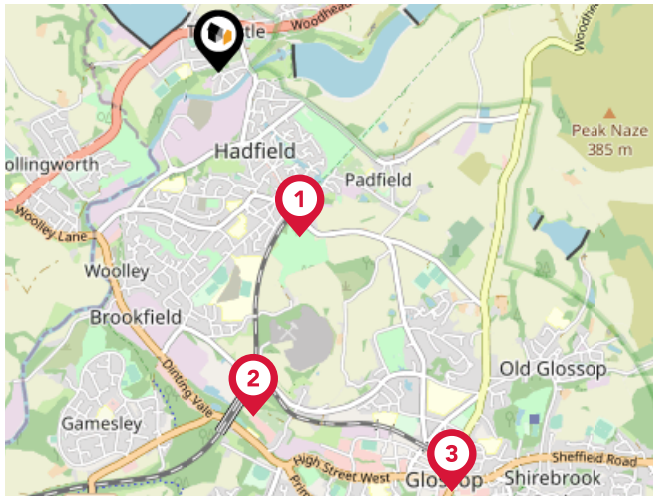 Woodhead
Hadfield
Peak Naze
385 m
ollingworth
Padfield
1
Woolley Lane
Woolley
Brookfield
Dinting Vale
2
Old Glossop
Gamesley
High Street West
3
Sheffield Road
Glossop
Shirebrook